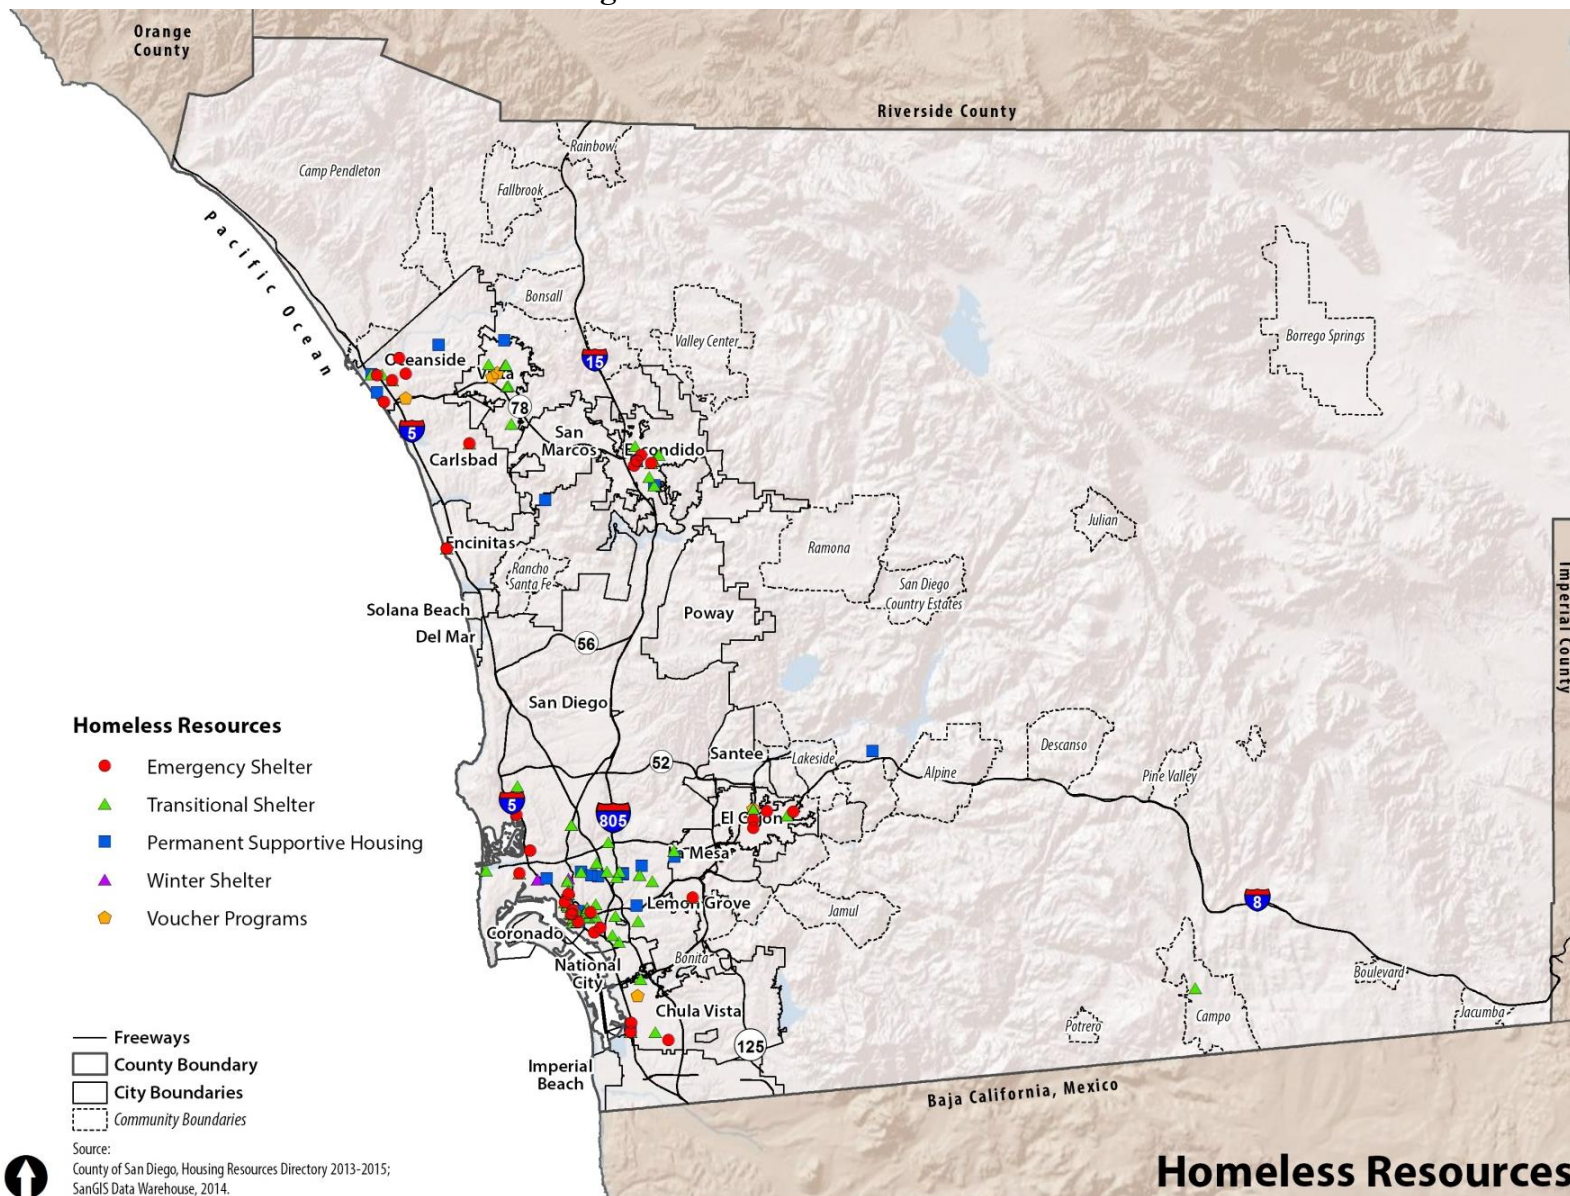 Orange
County
Riverside County
Rainbow
Camp Pendleton
Fallbrook
Pacific Ocean
Bonsall
Valley Center
Borrego Springs
Oceanside
15
Vista
78
5
San
Marcos
Escondido
Carlsbad
Julian
Encinitas
Ramona
Rancho
Santa Fe
San Diego
Country Estates
Imperial County
Solana Beach
Poway
Del Mar
56
San Diego
Homeless Resources
Emergency Shelter
Transitional Shelter
Permanent Supportive Housing
Winter Shelter
Voucher Programs
Santee
52
Lakeside
Descanso
Alpine
Pine Valley
5
805
El Cajon
La Mesa
Lemon Grove
Jamul
8
Coronado
National
City
Bonita
Boulevard
Chula Vista
Campo
Potrero
Jacumba
125
Imperial
Beach
Baja California, Mexico
Freeways
County Boundary
City Boundaries
Community Boundaries
Source:
County of San Diego, Housing Resources Directory 2013-2015;
SanGIS Data Warehouse, 2014.
Homeless Resources